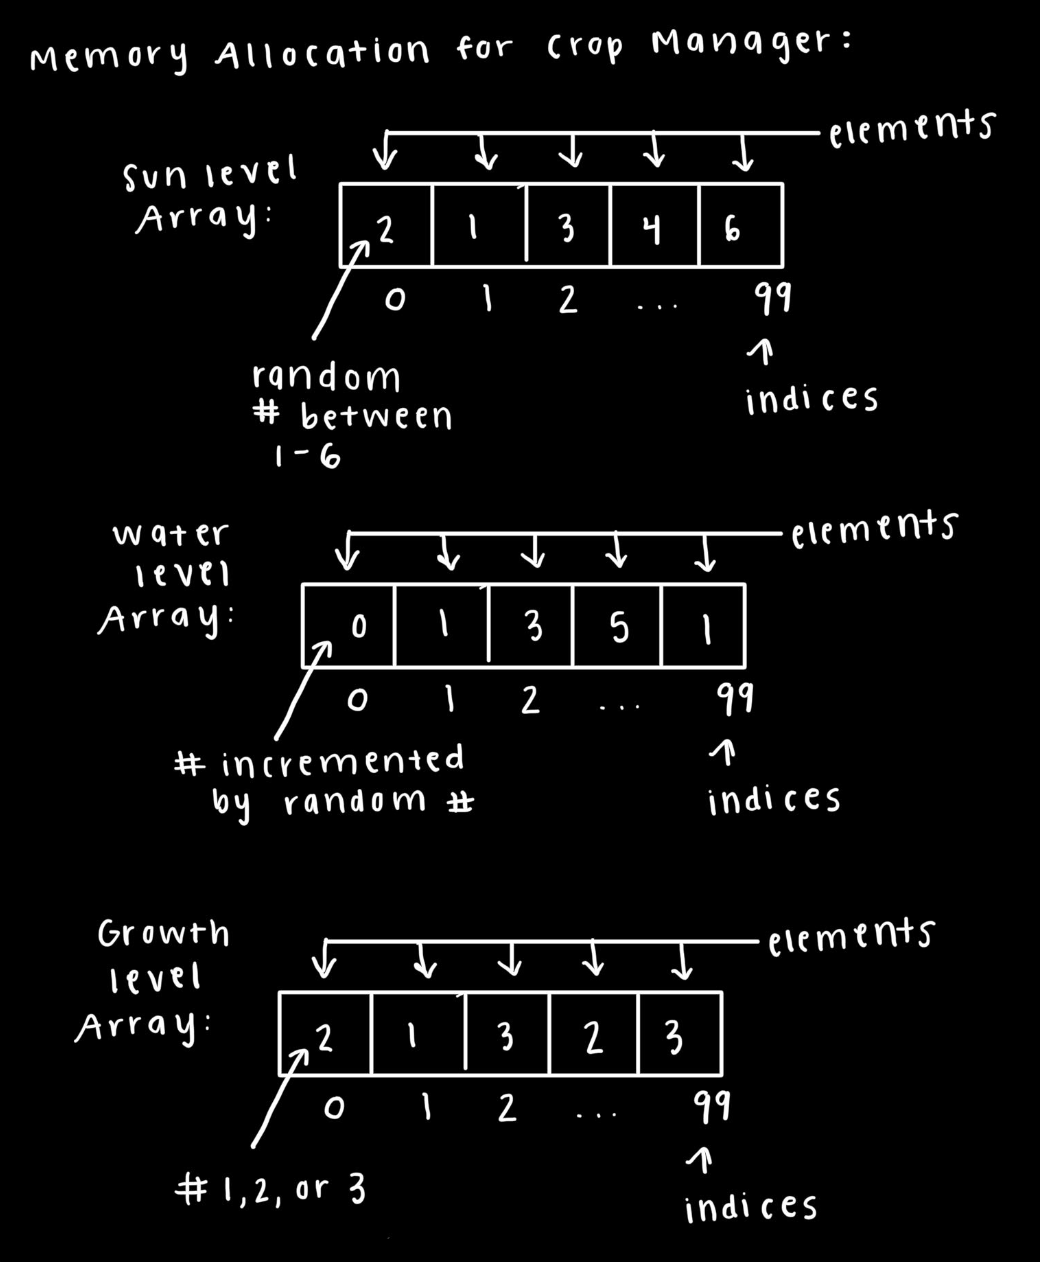 Memory Allocation for Crop Manager:
elements
Sun level
Array:
2 1 3 4 6
0 1 2 ... 99
random
# between
1-6
indices
water
level
Array:
elements
0 1 3 5 1
0 1 2 ... 99
# incremented
by random #
indices
Growth
level
Array:
elements
2 1 3 2 3
0 1 2 ... 99
# 1, 2, or 3
indices